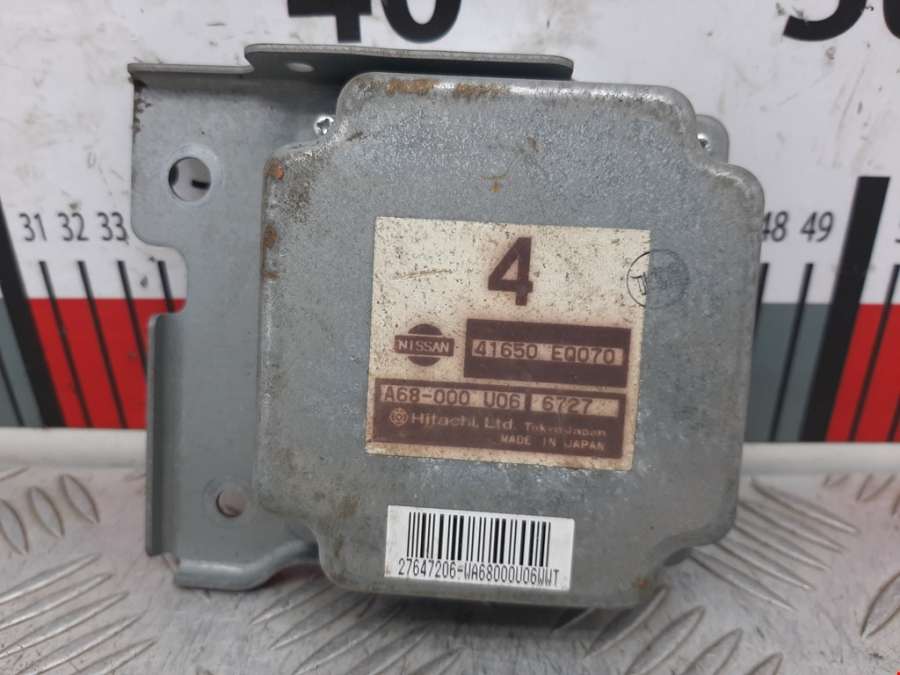 40
31 32 33
48 49
4
NISSAN
41650 EQ070
A68-000 U06 6727
Hitachi, Ltd. Tokyo Japan
MADE IN JAPAN
27647206-WA68000U06WWT